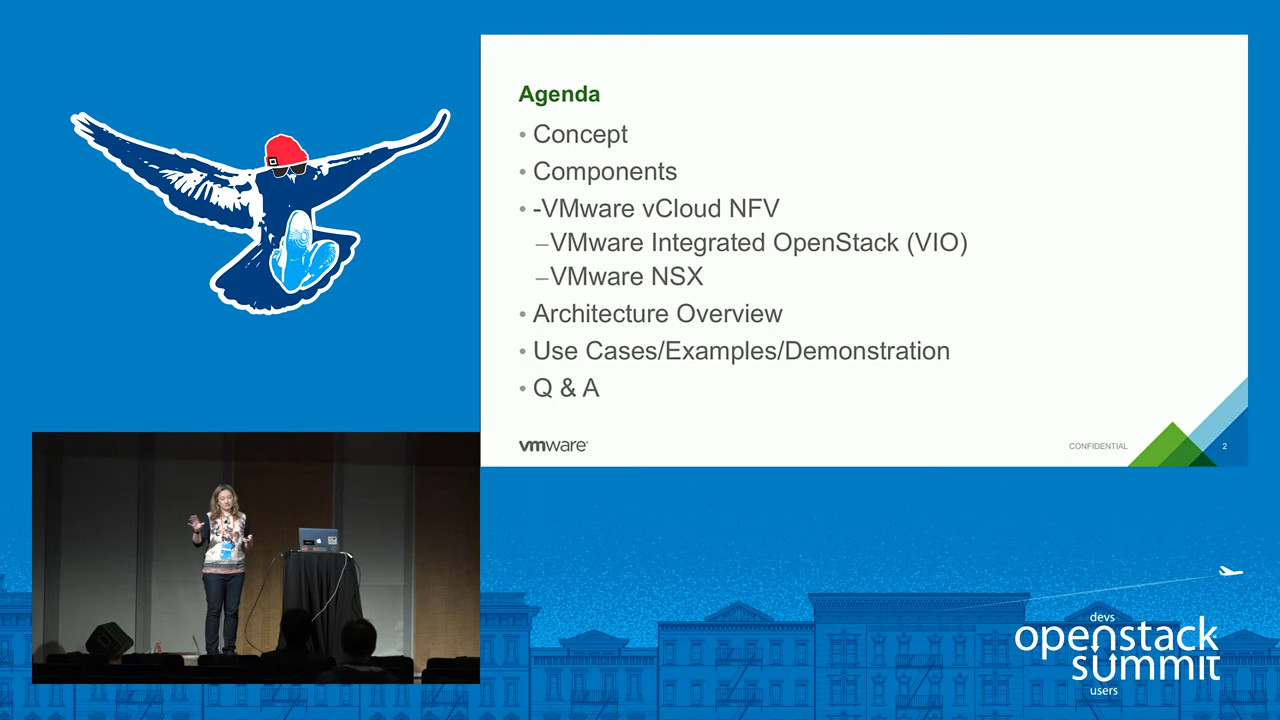 Agenda
• Concept
• Components
• -VMware vCloud NFV
–VMware Integrated OpenStack (VIO)
–VMware NSX
• Architecture Overview
• Use Cases/Examples/Demonstration
• Q & A
vmware
CONFIDENTIAL
2
devs
openstack
summit
users